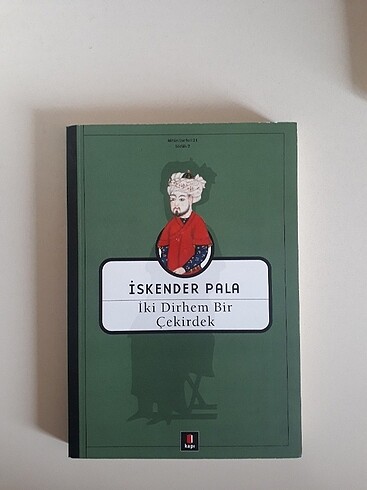 İSKENDER PALA
İki Dirhem Bir
Çekirdek
kapı